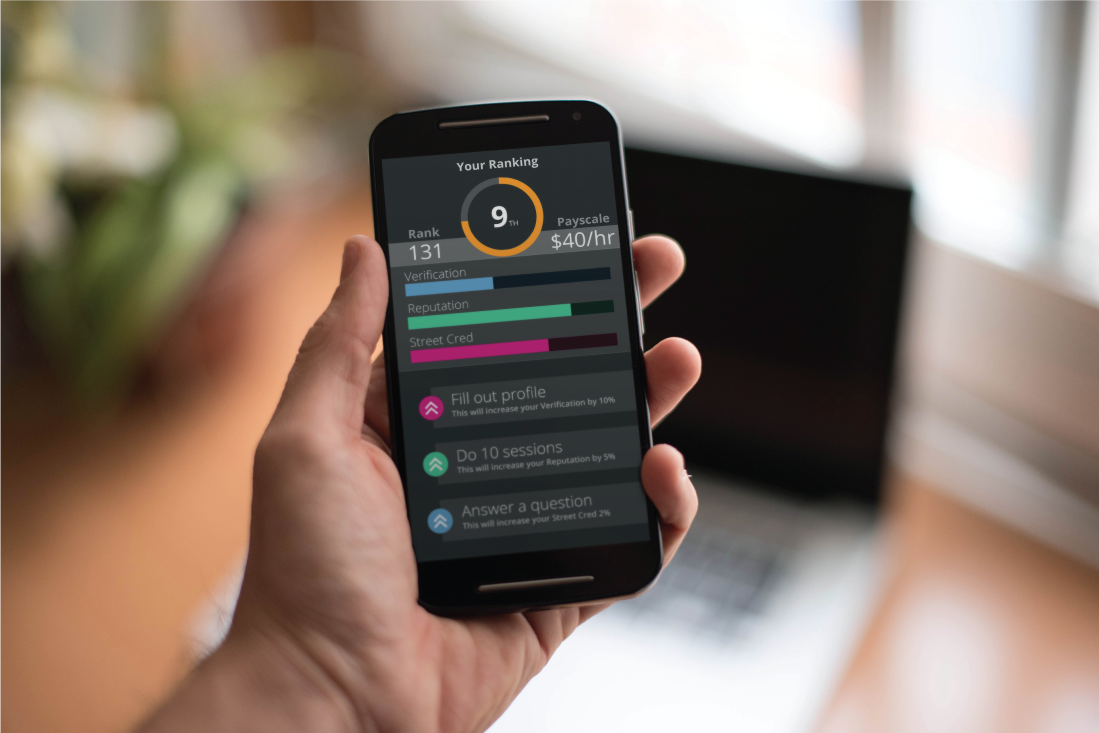 Your Ranking
9TH
Rank
Payscale
131
$40/hr
Verification
Reputation
Street Cred
Fill out profile
This will increase your Verification by 10%
Do 10 sessions
This will increase your Reputation by 5%
Answer a question
This will increase your Street Cred 2%